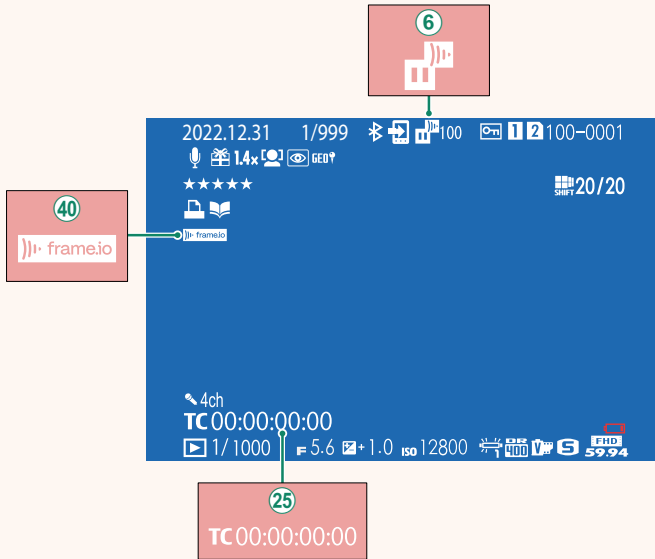 6
2022.12.31 1/999 100 1 2 100-0001
1.4x GEO
SHIFT 20/20
40
frame.io
frame.io
4ch
TC 00:00:00:00
1/1000 F 5.6 +1.0 ISO 12800 1 DR 400 V S FHD 59.94
25
TC 00:00:00:00